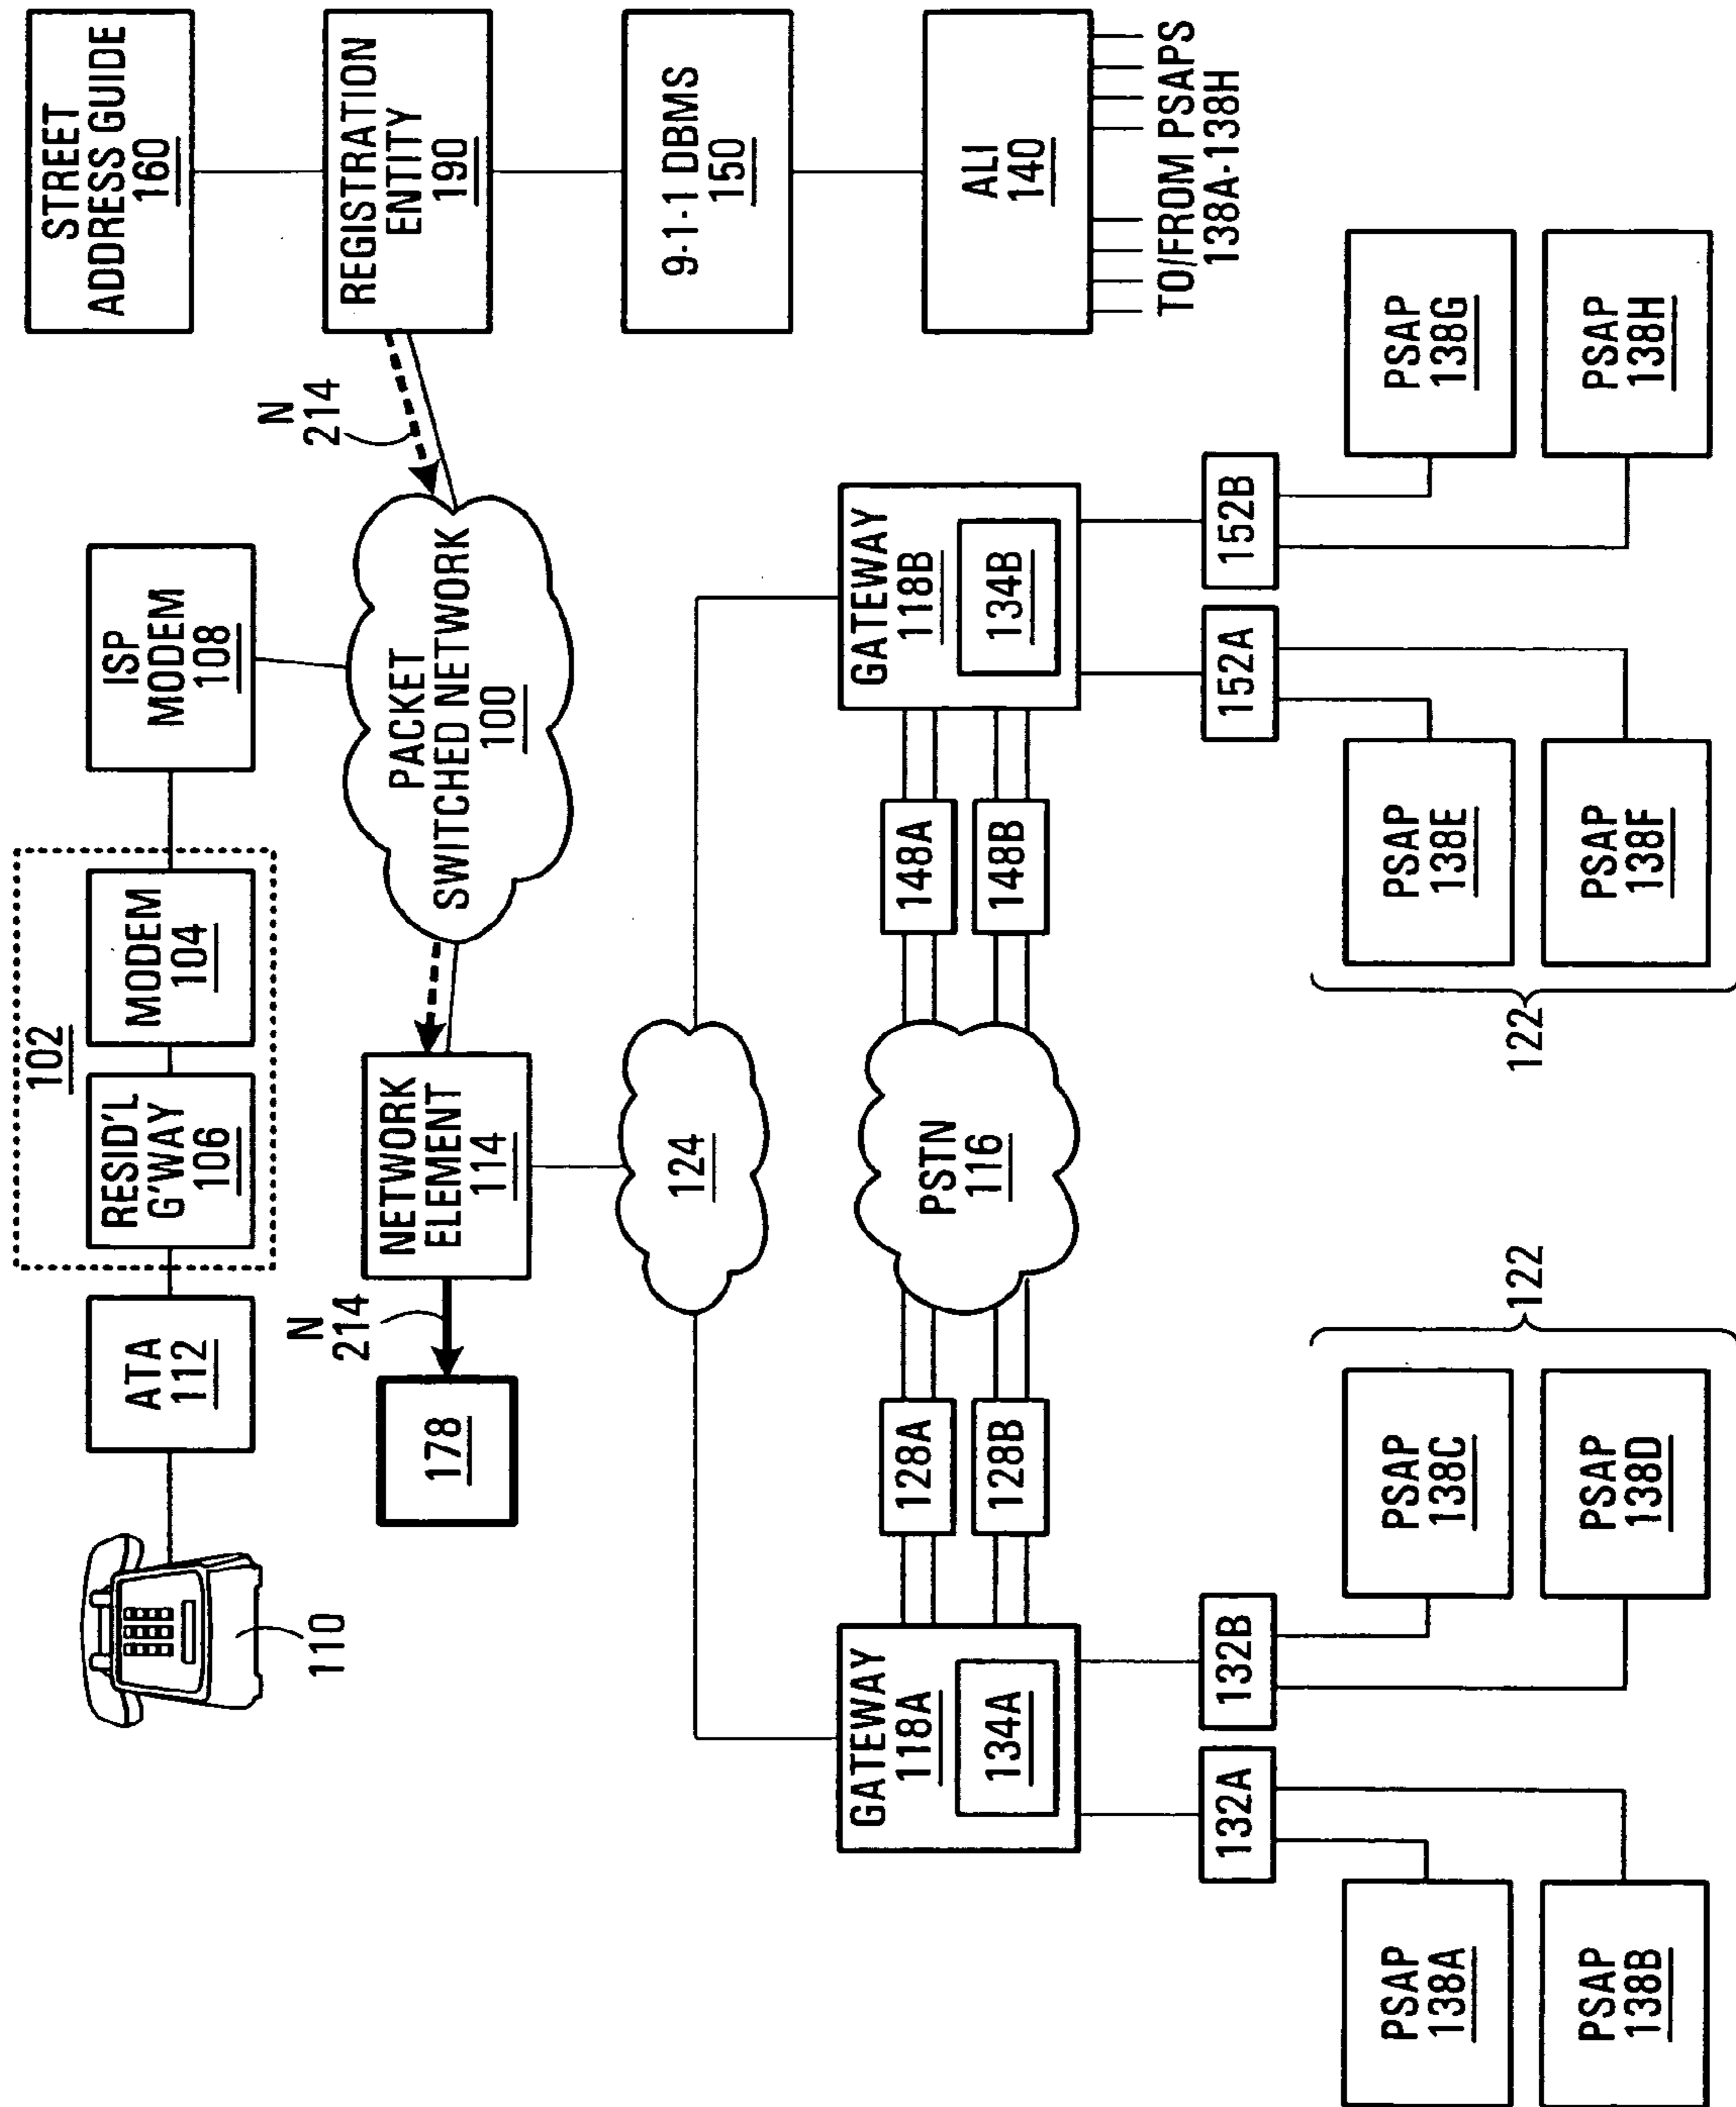 110
ATA
112
102
RESID'L
G'WAY
106
MODEM
104
ISP
MODEM
108
STREET
ADDRESS GUIDE
160
178
N
214
NETWORK
ELEMENT
114
PACKET
SWITCHED NETWORK
100
N
214
REGISTRATION
ENTITY
190
124
9-1-1 DBMS
150
GATEWAY
118A
134A
128A
128B
PSTN
116
148A
148B
GATEWAY
118B
134B
ALI
140
TO/FROM PSAPS
138A-138H
132A
132B
152A
152B
PSAP
138A
PSAP
138C
PSAP
138E
PSAP
138G
PSAP
138B
PSAP
138D
PSAP
138F
PSAP
138H
122
122